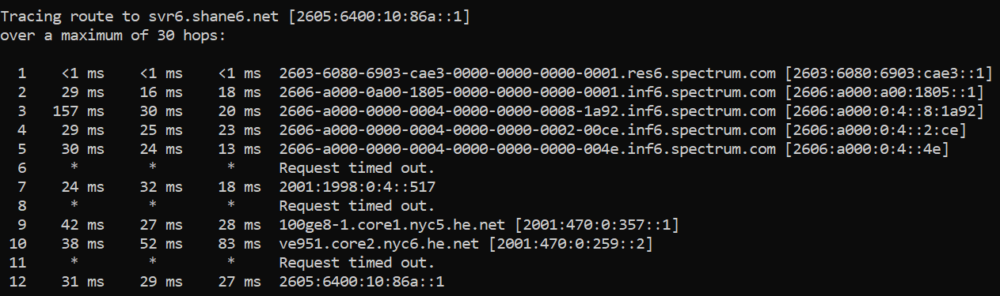 Tracing route to svr6.shane6.net [2605:6400:10:86a::1]
over a maximum of 30 hops:
1 <1 ms <1 ms <1 ms 2603-6080-6903-cae3-0000-0000-0000-0001.res6.spectrum.com [2603:6080:6903:cae3::1]
2 29 ms 16 ms 18 ms 2606-a000-0a00-1805-0000-0000-0000-0001.inf6.spectrum.com [2606:a000:a00:1805::1]
3 157 ms 30 ms 20 ms 2606-a000-0000-0004-0000-0000-0008-1a92.inf6.spectrum.com [2606:a000:0:4::8:1a92]
4 29 ms 25 ms 23 ms 2606-a000-0000-0004-0000-0000-0002-00ce.inf6.spectrum.com [2606:a000:0:4::2:ce]
5 30 ms 24 ms 13 ms 2606-a000-0000-0004-0000-0000-0000-004e.inf6.spectrum.com [2606:a000:0:4::4e]
6 * * * Request timed out.
7 24 ms 32 ms 18 ms 2001:1998:0:4::517
8 * * * Request timed out.
9 42 ms 27 ms 28 ms 100ge8-1.core1.nyc5.he.net [2001:470:0:357::1]
10 38 ms 52 ms 83 ms ve951.core2.nyc6.he.net [2001:470:0:259::2]
11 * * * Request timed out.
12 31 ms 29 ms 27 ms 2605:6400:10:86a::1